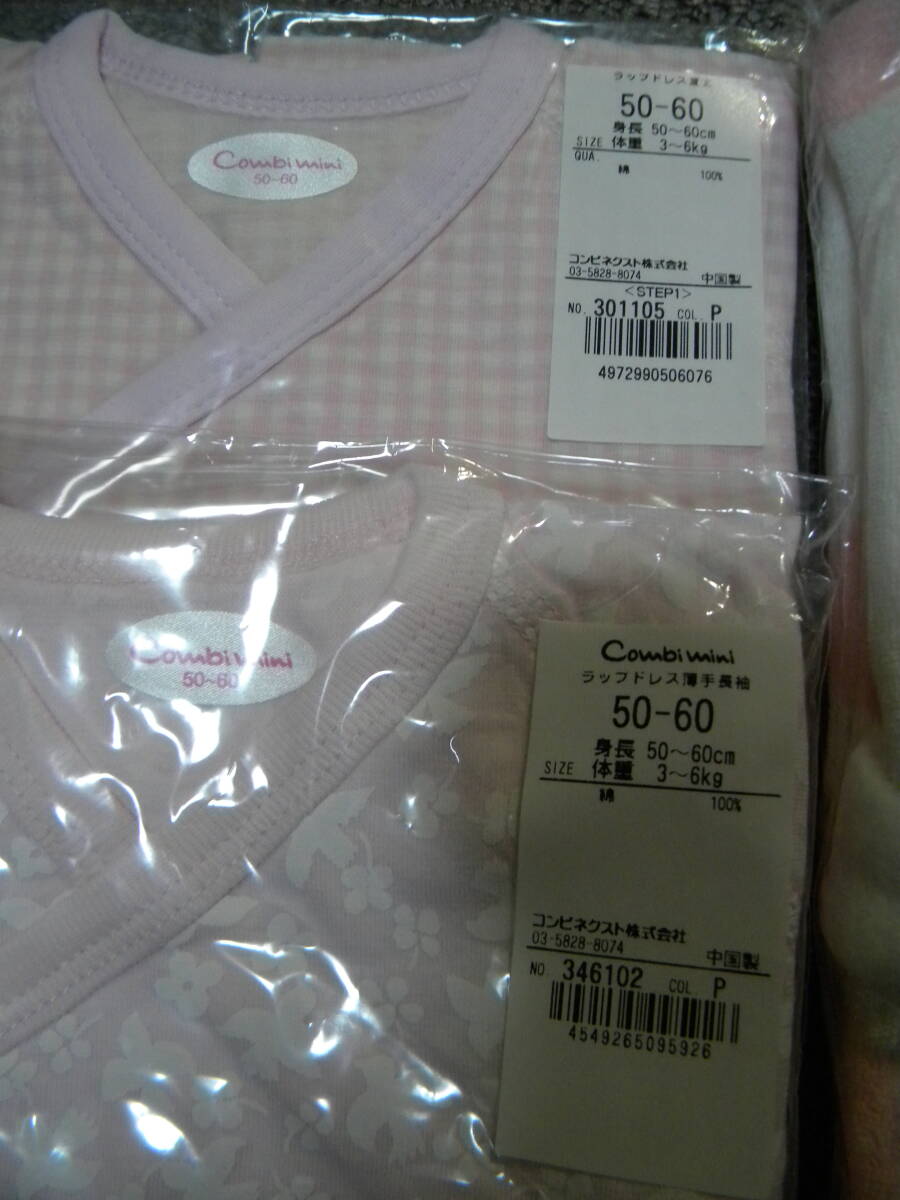 ラップドレス薄
50-60
身長 50～60cm
SIZE 体重 3～6kg
QUA.
綿 100%
コンビネクスト株式会社
03-5828-8074 中国製
<STEP1>
NO. 301105 COL. P
4972990506076
Combi mini
50~60
Combi mini
50~60
Combi mini
ラップドレス薄手長袖
50-60
身長 50～60cm
SIZE 体重 3～6kg
綿 100%
コンビネクスト株式会社
03-5828-8074 中国製
NO. 346102 COL P
4549265095926